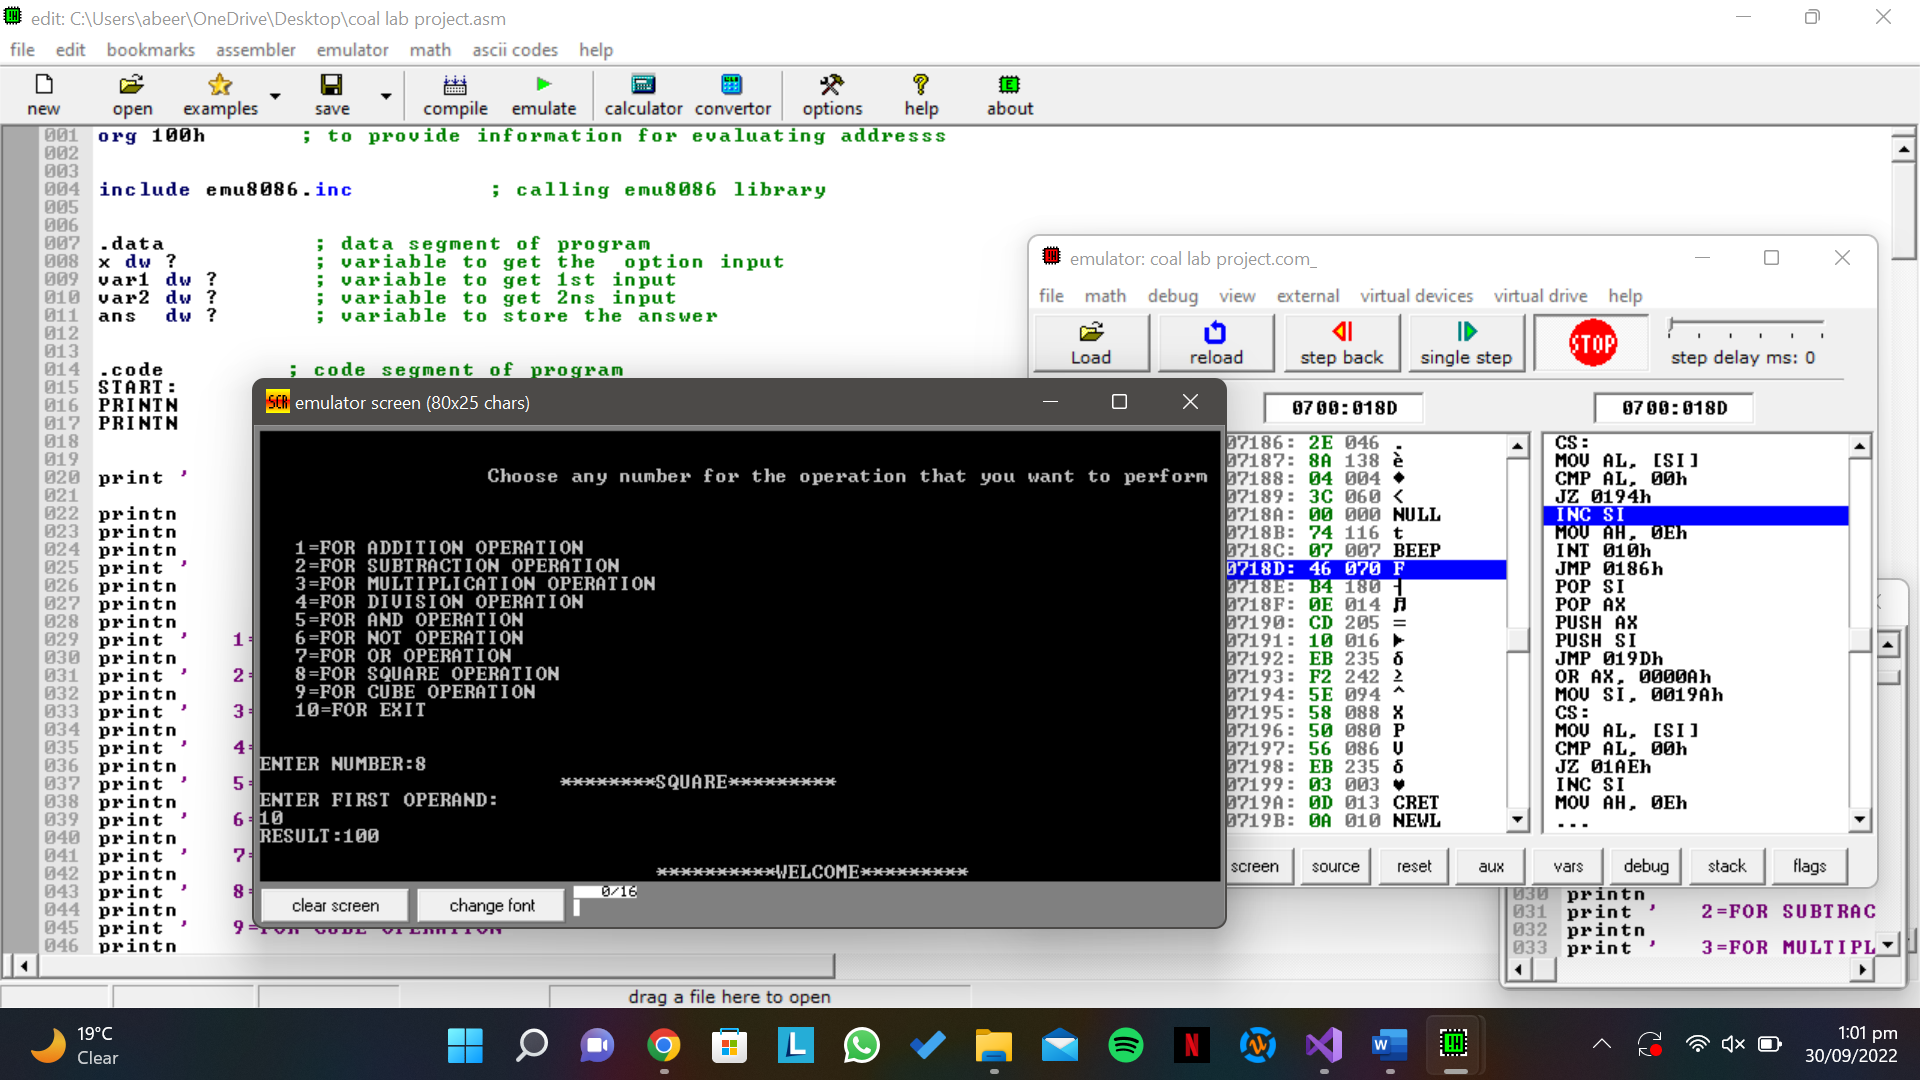 edit: C:\Users\abeer\OneDrive\Desktop\coal lab project.asm
file edit bookmarks assembler emulator math ascii codes help
new open examples save compile emulate calculator convertor options help about
001 org 100h ; to provide information for evaluating addresss
002
003
004 include emu8086.inc ; calling emu8086 library
005
006
007 .data ; data segment of program
008 x dw ? ; variable to get the option input
009 var1 dw ? ; variable to get 1st input
010 var2 dw ? ; variable to get 2ns input
011 ans dw ? ; variable to store the answer
012
013
014 .code ; code segment of program
015 START:
016 PRINTN
017 PRINTN
018
019
020 print '
021
022 printn
023 printn
024 printn
025 print '
026 printn
027 printn
028 printn
029 print ' 1=
030 printn
031 print ' 2=
032 printn
033 print ' 3=
034 printn
035 print ' 4=
036 printn
037 print ' 5=
038 printn
039 print ' 6=
040 printn
041 print ' 7=
042 printn
043 print ' 8=
044 printn
045 print ' 9=FOR CUBE OPERATION
046 printn
drag a file here to open
emulator screen (80x25 chars)
Choose any number for the operation that you want to perform
1=FOR ADDITION OPERATION
2=FOR SUBTRACTION OPERATION
3=FOR MULTIPLICATION OPERATION
4=FOR DIVISION OPERATION
5=FOR AND OPERATION
6=FOR NOT OPERATION
7=FOR OR OPERATION
8=FOR SQUARE OPERATION
9=FOR CUBE OPERATION
10=FOR EXIT
ENTER NUMBER:8
********SQUARE*********
ENTER FIRST OPERAND:
10
RESULT:100
**********WELCOME*********
clear screen change font 0/16
emulator: coal lab project.com_
file math debug view external virtual devices virtual drive help
Load reload step back single step STOP step delay ms: 0
0700:018D 0700:018D
07186: 2E 046 .
07187: 8A 138 è
07188: 04 004 ♦
07189: 3C 060 <
0718A: 00 000 NULL
0718B: 74 116 t
0718C: 07 007 BEEP
0718D: 46 070 F
0718E: B4 180 ┤
0718F: 0E 014 ♫
07190: CD 205 =
07191: 10 016 ►
07192: EB 235 δ
07193: F2 242 ≥
07194: 5E 094 ^
07195: 58 088 X
07196: 50 080 P
07197: 56 086 V
07198: EB 235 δ
07199: 03 003 ♥
0719A: 0D 013 CRET
0719B: 0A 010 NEWL
CS:
MOV AL, [SI]
CMP AL, 00h
JZ 0194h
INC SI
MOV AH, 0Eh
INT 010h
JMP 0186h
POP SI
POP AX
PUSH AX
PUSH SI
JMP 019Dh
OR AX, 0000Ah
MOV SI, 0019Ah
CS:
MOV AL, [SI]
CMP AL, 00h
JZ 01AEh
INC SI
MOV AH, 0Eh
...
screen source reset aux vars debug stack flags
030 printn
031 print ' 2=FOR SUBTRAC
032 printn
033 print ' 3=FOR MULTIPL
19°C
Clear
1:01 pm
30/09/2022